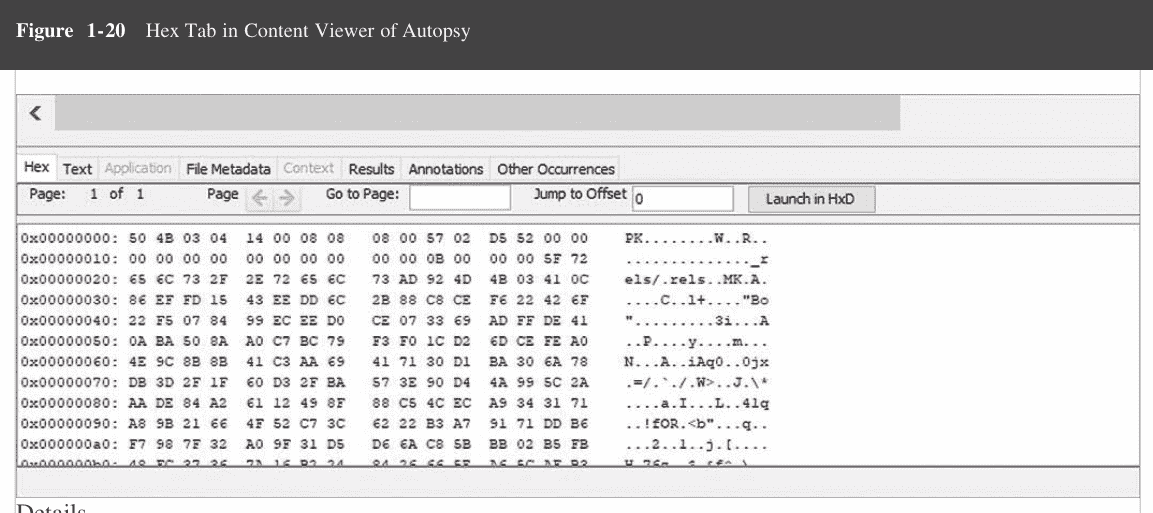 Figure 1-20 Hex Tab in Content Viewer of Autopsy
Hex Text Application File Metadata Context Results Annotations Other Occurrences
Page: 1 of 1 Page Go to Page: Jump to Offset 0 Launch in HxD
0x00000000: 50 4B 03 04 14 00 08 08 08 00 57 02 D5 52 00 00 PK........W..R..
0x00000010: 00 00 00 00 00 00 00 00 00 00 0B 00 00 00 5F 72 .............._r
0x00000020: 65 6C 73 2F 2E 72 65 6C 73 AD 92 4D 4B 03 41 0C els/.rels..MK.A.
0x00000030: 86 EF FD 15 43 EE DD 6C 2B 88 C8 CE F6 22 42 6F ....C..l+...."Bo
0x00000040: 22 F5 07 84 99 EC EE D0 CE 07 33 69 AD FF DE 41 ".........3i...A
0x00000050: 0A BA 50 8A A0 C7 BC 79 F3 F0 1C D2 6D CE FE A0 ..P....y....m...
0x00000060: 4E 9C 8B 8B 41 C3 AA 69 41 71 30 D1 BA 30 6A 78 N...A..iAq0..0jx
0x00000070: DB 3D 2F 1F 60 D3 2F BA 57 3E 90 D4 4A 99 5C 2A .=/.`./.W>..J.\*
0x00000080: AA DE 84 A2 61 12 49 8F 88 C5 4C EC A9 34 31 71 ....a.I...L..41q
0x00000090: A8 9B 21 66 4F 52 C7 3C 62 22 B3 A7 91 71 DD B6 ..!fOR.<b"...q..
0x000000a0: F7 98 7F 32 A0 9F 31 D5 D6 6A C8 5B BB 02 B5 FB ...2..1..j.[....
Details